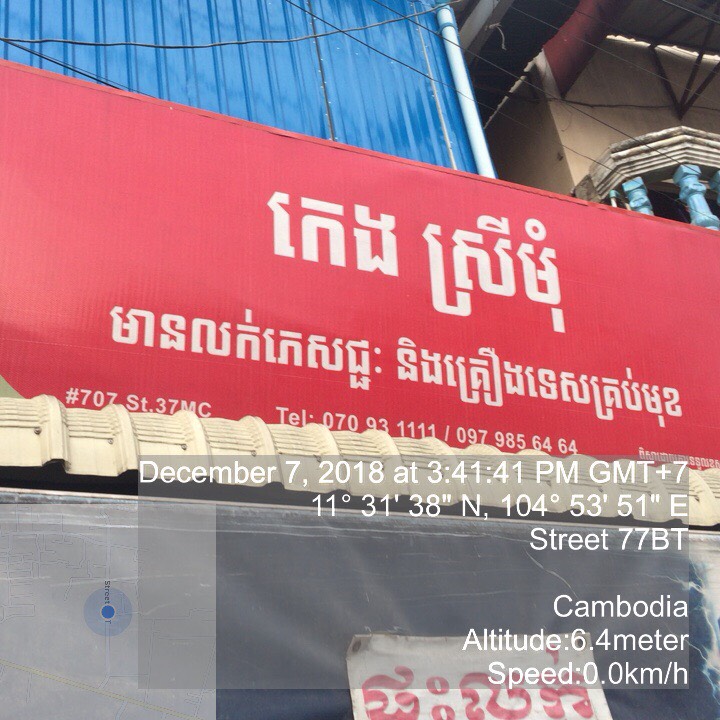 កេង ស្រីមុំ
មានលក់ភេសជ្ជៈ និងគ្រឿងទេសគ្រប់មុខ
#707 St.37MC
Tel: 070 93 1111 / 097 985 64 64
December 7, 2018 at 3:41:41 PM GMT+7
11° 31' 38" N, 104° 53' 51" E
Street 77BT
Cambodia
Altitude:6.4meter
Speed:0.0km/h